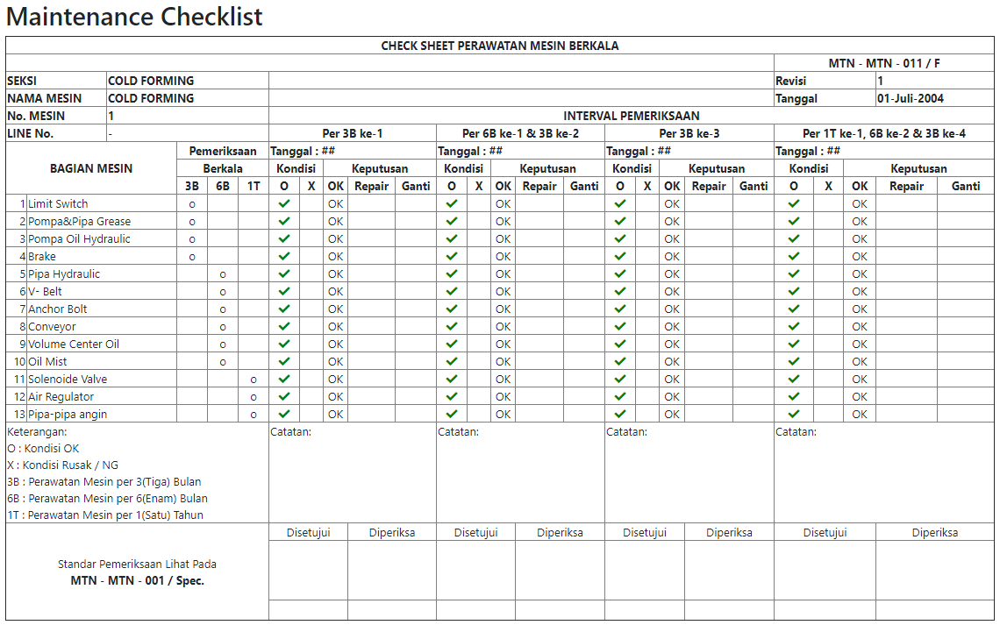 Maintenance Checklist
CHECK SHEET PERAWATAN MESIN BERKALA
MTN - MTN - 011 / F
SEKSI COLD FORMING Revisi 1
NAMA MESIN COLD FORMING Tanggal 01-Juli-2004
No. MESIN 1 INTERVAL PEMERIKSAAN
LINE No. - Per 3B ke-1 Per 6B ke-1 & 3B ke-2 Per 3B ke-3 Per 1T ke-1, 6B ke-2 & 3B ke-4
BAGIAN MESIN Pemeriksaan Tanggal : ## Tanggal : ## Tanggal : ## Tanggal : ##
Berkala Kondisi Keputusan Kondisi Keputusan Kondisi Keputusan Kondisi Keputusan
3B 6B 1T O X OK Repair Ganti O X OK Repair Ganti O X OK Repair Ganti O X OK Repair Ganti
1 Limit Switch o ✔ OK ✔ OK ✔ OK ✔ OK
2 Pompa&Pipa Grease o ✔ OK ✔ OK ✔ OK ✔ OK
3 Pompa Oil Hydraulic o ✔ OK ✔ OK ✔ OK ✔ OK
4 Brake o ✔ OK ✔ OK ✔ OK ✔ OK
5 Pipa Hydraulic o ✔ OK ✔ OK ✔ OK ✔ OK
6 V- Belt o ✔ OK ✔ OK ✔ OK ✔ OK
7 Anchor Bolt o ✔ OK ✔ OK ✔ OK ✔ OK
8 Conveyor o ✔ OK ✔ OK ✔ OK ✔ OK
9 Volume Center Oil o ✔ OK ✔ OK ✔ OK ✔ OK
10 Oil Mist o ✔ OK ✔ OK ✔ OK ✔ OK
11 Solenoide Valve o ✔ OK ✔ OK ✔ OK ✔ OK
12 Air Regulator o ✔ OK ✔ OK ✔ OK ✔ OK
13 Pipa-pipa angin o ✔ OK ✔ OK ✔ OK ✔ OK
Keterangan: Catatan: Catatan: Catatan: Catatan:
O : Kondisi OK
X : Kondisi Rusak / NG
3B : Perawatan Mesin per 3(Tiga) Bulan
6B : Perawatan Mesin per 6(Enam) Bulan
1T : Perawatan Mesin per 1(Satu) Tahun
Disetujui Diperiksa Disetujui Diperiksa Disetujui Diperiksa Disetujui Diperiksa
Standar Pemeriksaan Lihat Pada
MTN - MTN - 001 / Spec.